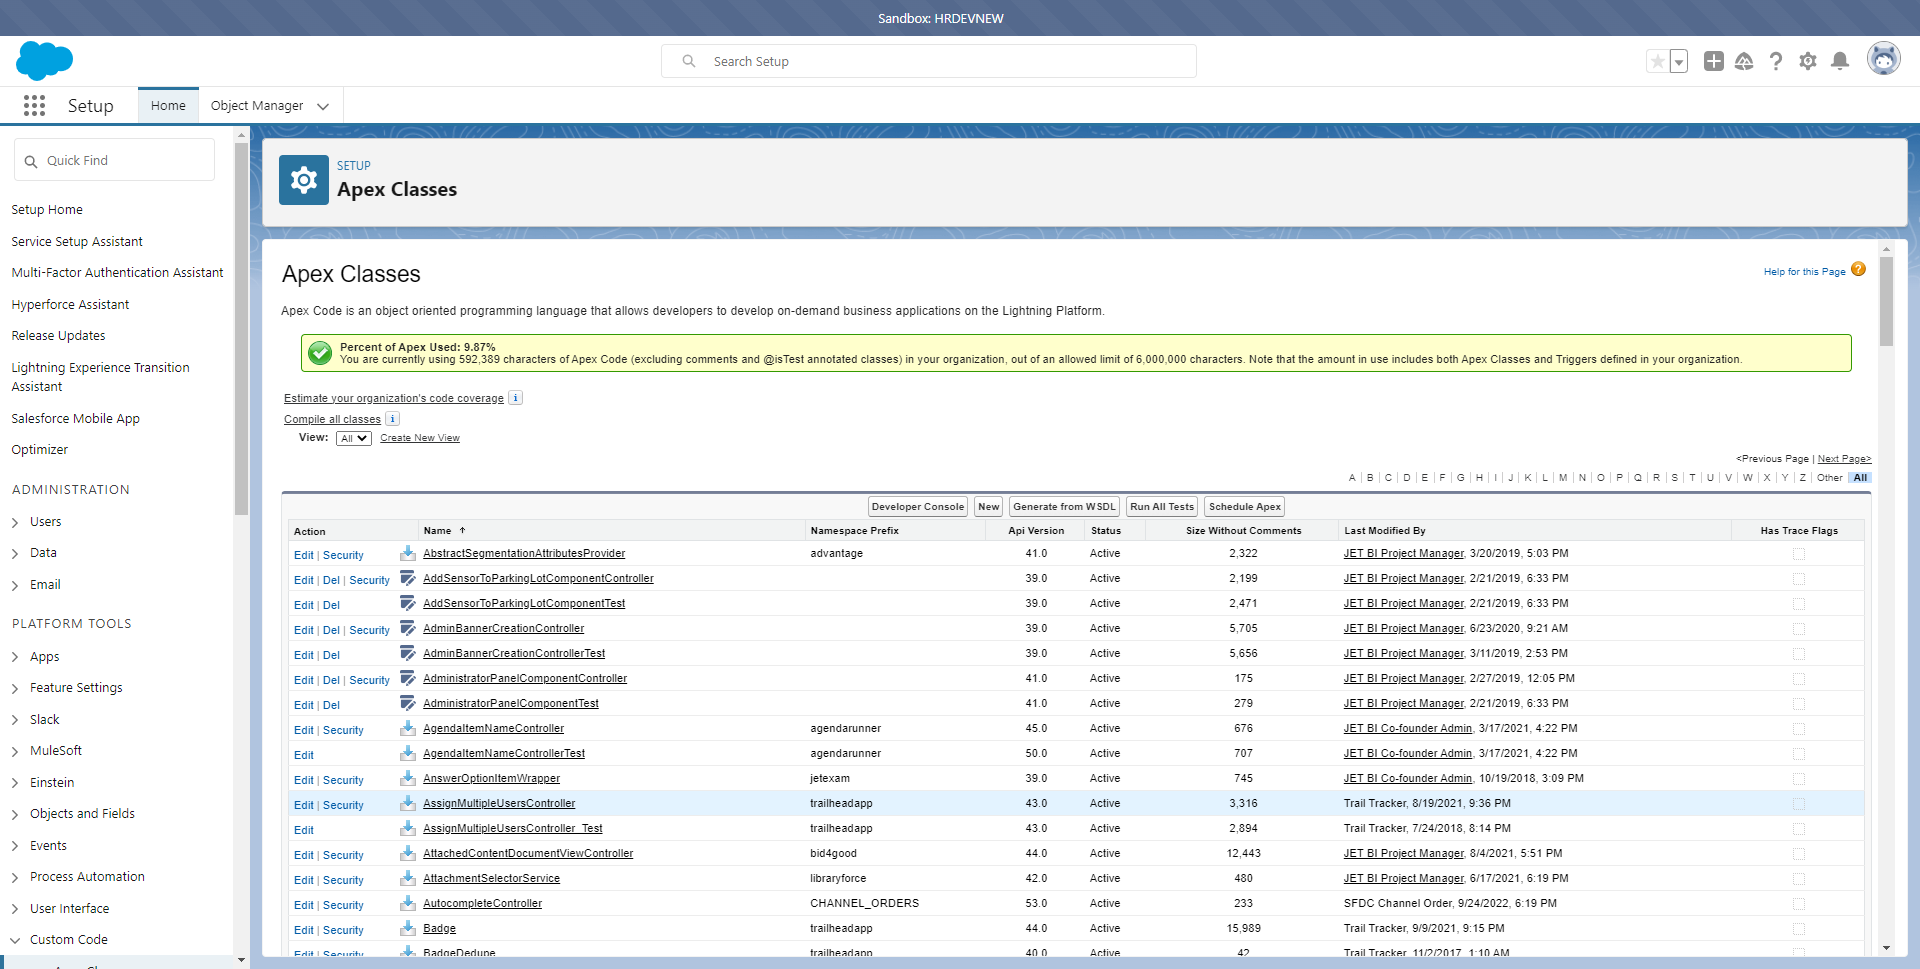 Sandbox: HRDEVNEW
Search Setup
Setup
Home
Object Manager
Quick Find
Setup Home
Service Setup Assistant
Multi-Factor Authentication Assistant
Hyperforce Assistant
Release Updates
Lightning Experience Transition
Assistant
Salesforce Mobile App
Optimizer
ADMINISTRATION
Users
Data
Email
PLATFORM TOOLS
Apps
Feature Settings
Slack
MuleSoft
Einstein
Objects and Fields
Events
Process Automation
User Interface
Custom Code
SETUP
Apex Classes
Apex Classes
Help for this Page ?
Apex Code is an object oriented programming language that allows developers to develop on-demand business applications on the Lightning Platform.
Percent of Apex Used: 9.87%
You are currently using 592,389 characters of Apex Code (excluding comments and @isTest annotated classes) in your organization, out of an allowed limit of 6,000,000 characters. Note that the amount in use includes both Apex Classes and Triggers defined in your organization.
Estimate your organization's code coverage i
Compile all classes i
View: All Create New View
<Previous Page | Next Page>
A | B | C | D | E | F | G | H | I | J | K | L | M | N | O | P | Q | R | S | T | U | V | W | X | Y | Z | Other | All
Developer Console New Generate from WSDL Run All Tests Schedule Apex
Action Name ↑ Namespace Prefix Api Version Status Size Without Comments Last Modified By Has Trace Flags
Edit | Security AbstractSegmentationAttributesProvider advantage 41.0 Active 2,322 JET BI Project Manager, 3/20/2019, 5:03 PM
Edit | Del | Security AddSensorToParkingLotComponentController 39.0 Active 2,199 JET BI Project Manager, 2/21/2019, 6:33 PM
Edit | Del AddSensorToParkingLotComponentTest 39.0 Active 2,471 JET BI Project Manager, 2/21/2019, 6:33 PM
Edit | Del | Security AdminBannerCreationController 39.0 Active 5,705 JET BI Project Manager, 6/23/2020, 9:21 AM
Edit | Del AdminBannerCreationControllerTest 39.0 Active 5,656 JET BI Project Manager, 3/11/2019, 2:53 PM
Edit | Del | Security AdministratorPanelComponentController 41.0 Active 175 JET BI Project Manager, 2/27/2019, 12:05 PM
Edit | Del AdministratorPanelComponentTest 41.0 Active 279 JET BI Project Manager, 2/21/2019, 6:33 PM
Edit | Security AgendaItemNameController agendarunner 45.0 Active 676 JET BI Co-founder Admin, 3/17/2021, 4:22 PM
Edit AgendaItemNameControllerTest agendarunner 50.0 Active 707 JET BI Co-founder Admin, 3/17/2021, 4:22 PM
Edit | Security AnswerOptionItemWrapper jetexam 39.0 Active 745 JET BI Co-founder Admin, 10/19/2018, 3:09 PM
Edit | Security AssignMultipleUsersController trailheadapp 43.0 Active 3,316 Trail Tracker, 8/19/2021, 9:36 PM
Edit AssignMultipleUsersController_Test trailheadapp 43.0 Active 2,894 Trail Tracker, 7/24/2018, 8:14 PM
Edit | Security AttachedContentDocumentViewController bid4good 44.0 Active 12,443 JET BI Project Manager, 8/4/2021, 5:51 PM
Edit | Security AttachmentSelectorService libraryforce 42.0 Active 480 JET BI Project Manager, 6/17/2021, 6:19 PM
Edit | Security AutocompleteController CHANNEL_ORDERS 53.0 Active 233 SFDC Channel Order, 9/24/2022, 6:19 PM
Edit | Security Badge trailheadapp 44.0 Active 15,989 Trail Tracker, 9/9/2021, 9:15 PM
Edit | Security BadgeDedupe trailheadapp 40.0 Active 42 Trail Tracker, 11/2/2017, 1:10 AM